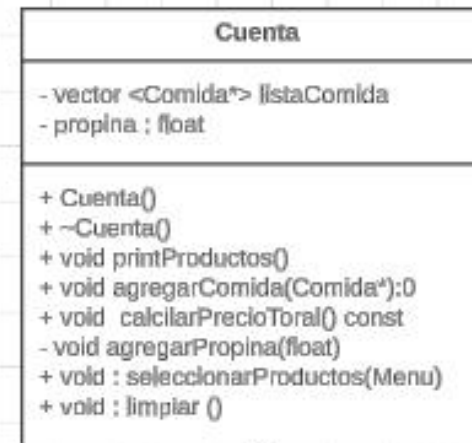 Cuenta
- vector <Comida*> listaComida
- propina : float
+ Cuenta()
+ ~Cuenta()
+ void printProductos()
+ void agregarComida(Comida*):0
+ void calcilarPrecioToral() const
- void agregarPropina(float)
+ void : seleccionarProductos(Menu)
+ void : limpiar ()